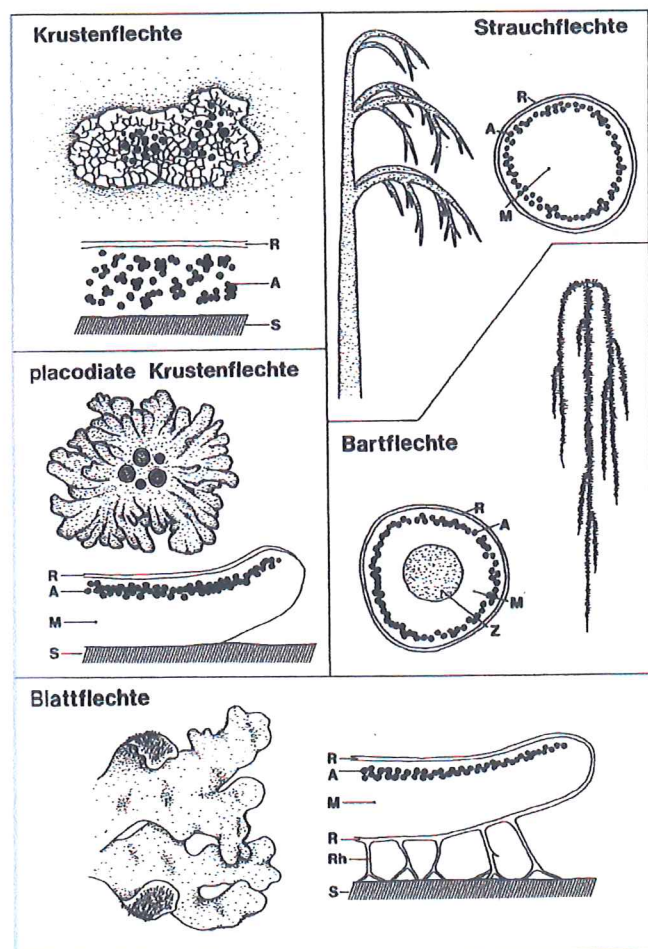 Krustenflechte
R
A
S
Strauchflechte
R
A
M
placodiate Krustenflechte
R
A
M
S
Bartflechte
R
A
M
Z
Blattflechte
R
A
M
R
Rh
S